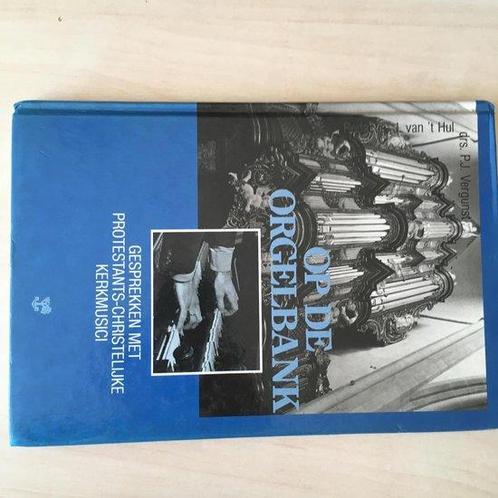 J. van 't Hul
drs. P.J. Vergunst
OP DE
ORGELBANK
GESPREKKEN MET
PROTESTANTS-CHRISTELIJKE
KERKMUSICI